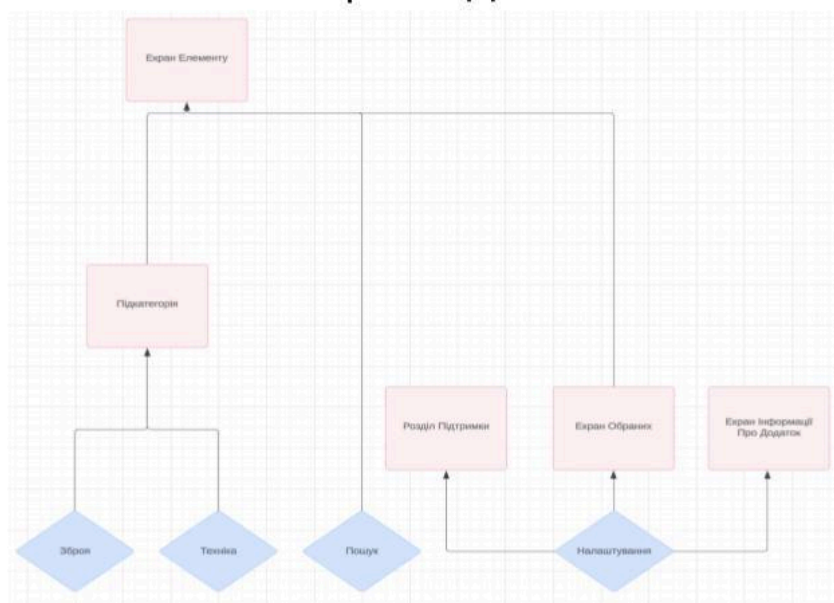 Екран Елементу
Підкатегорія
Розділ Підтримки
Екран Обраних
Екран Інформації
Про Додаток
Зброя
Техніка
Пошук
Налаштування